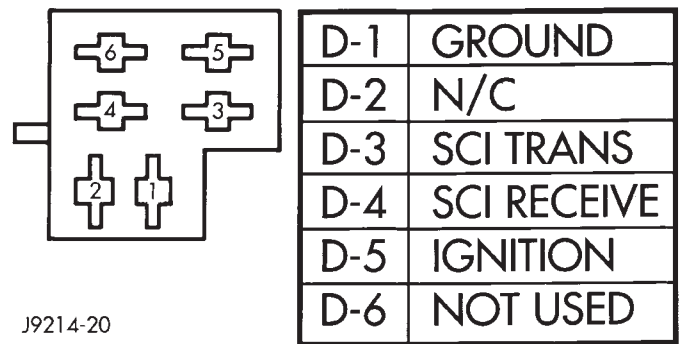 6 5
4 3
2 1
D-1 GROUND
D-2 N/C
D-3 SCI TRANS
D-4 SCI RECEIVE
D-5 IGNITION
D-6 NOT USED
J9214-20